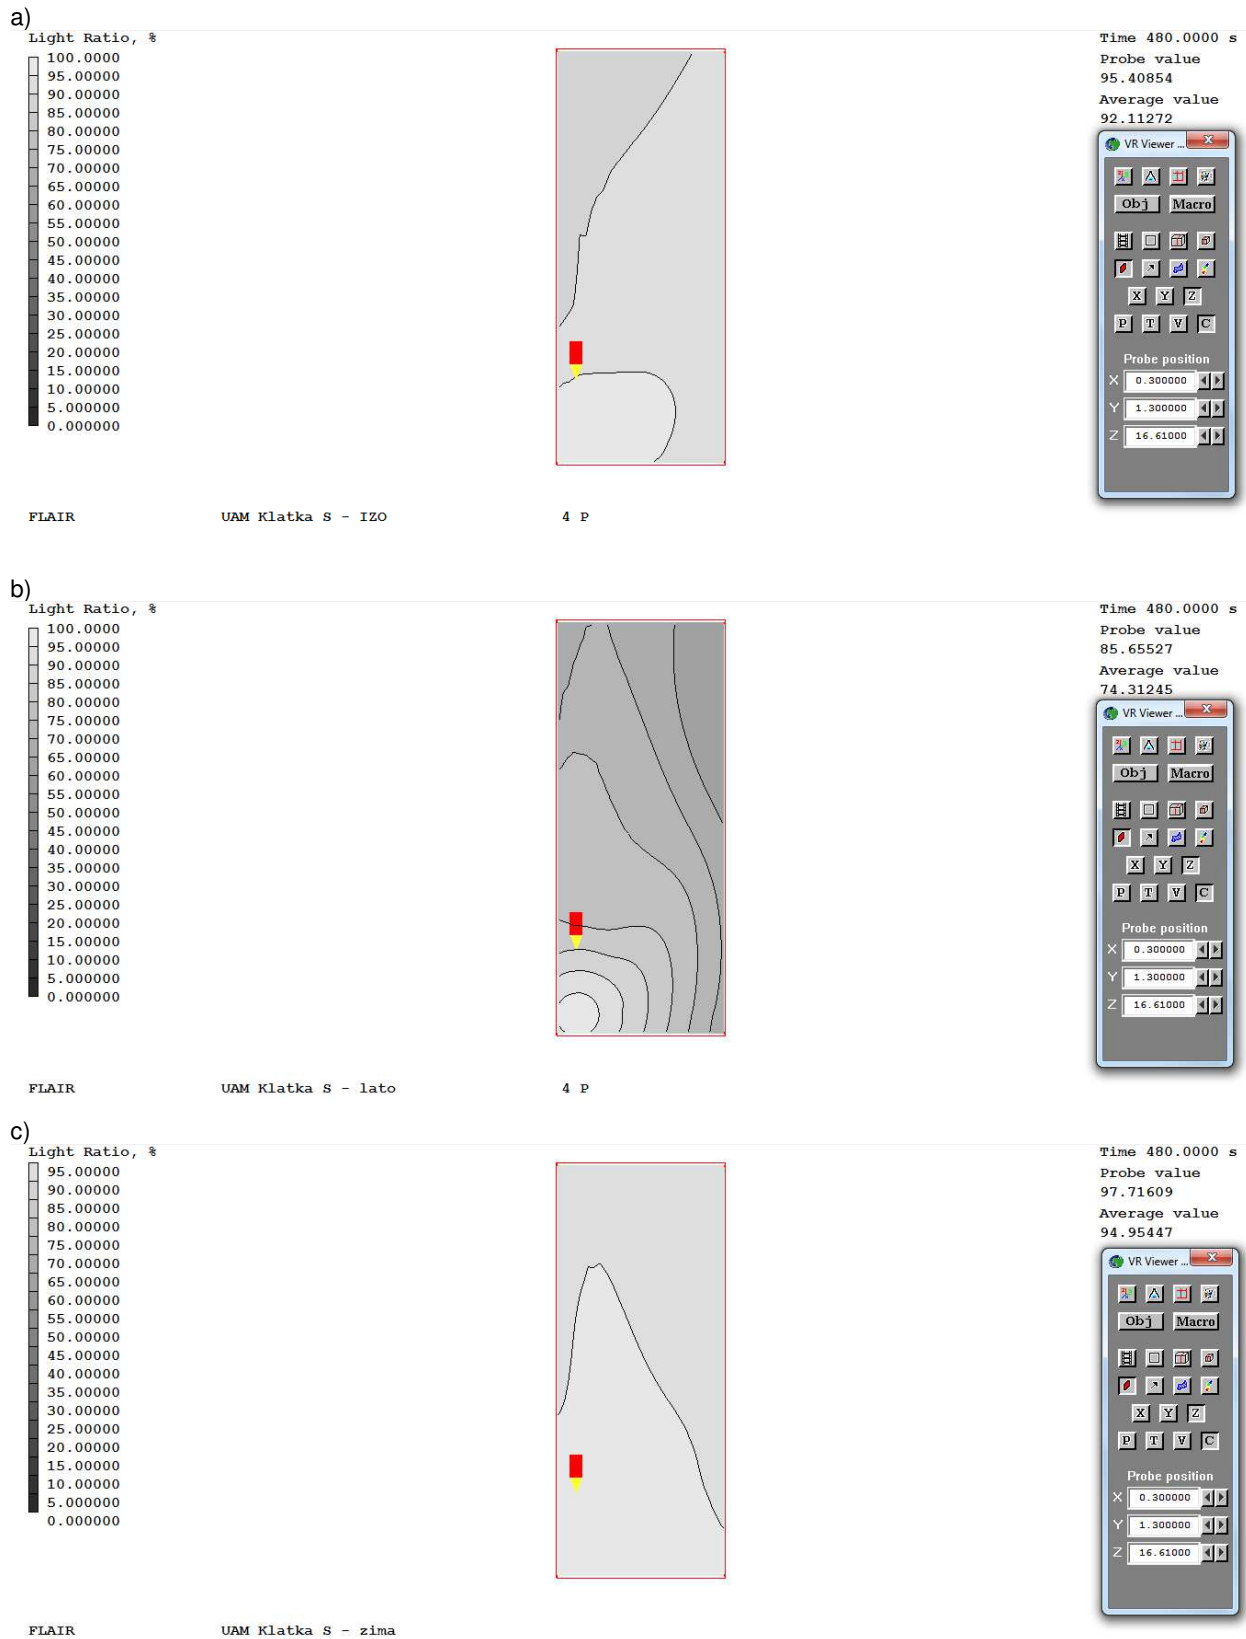 a)
Light Ratio, %
100.0000
95.00000
90.00000
85.00000
80.00000
75.00000
70.00000
65.00000
60.00000
55.00000
50.00000
45.00000
40.00000
35.00000
30.00000
25.00000
20.00000
15.00000
10.00000
5.000000
0.000000
Time 480.0000 s
Probe value
95.40854
Average value
92.11272
VR Viewer ...
Obj Macro
X Y Z
P T V C
Probe position
X 0.300000
Y 1.300000
Z 16.61000
FLAIR UAM Klatka S - IZO 4 P
b)
Light Ratio, %
100.0000
95.00000
90.00000
85.00000
80.00000
75.00000
70.00000
65.00000
60.00000
55.00000
50.00000
45.00000
40.00000
35.00000
30.00000
25.00000
20.00000
15.00000
10.00000
5.000000
0.000000
Time 480.0000 s
Probe value
85.65527
Average value
74.31245
VR Viewer ...
Obj Macro
X Y Z
P T V C
Probe position
X 0.300000
Y 1.300000
Z 16.61000
FLAIR UAM Klatka S - lato 4 P
c)
Light Ratio, %
95.00000
90.00000
85.00000
80.00000
75.00000
70.00000
65.00000
60.00000
55.00000
50.00000
45.00000
40.00000
35.00000
30.00000
25.00000
20.00000
15.00000
10.00000
5.000000
0.000000
Time 480.0000 s
Probe value
97.71609
Average value
94.95447
VR Viewer ...
Obj Macro
X Y Z
P T V C
Probe position
X 0.300000
Y 1.300000
Z 16.61000
FLAIR UAM Klatka S - zima